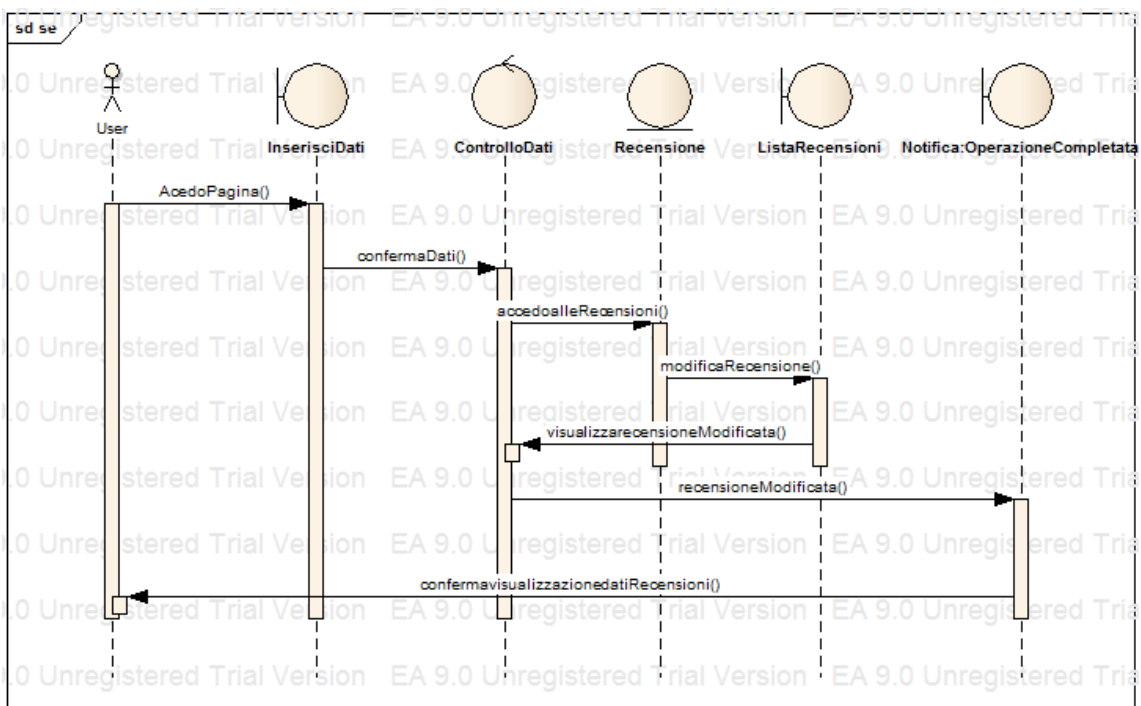 sd se
User
InserisciDati
ControlloDati
Recensione
ListaRecensioni
Notifica:OperazioneCompletata
AcedoPagina()
confermaDati()
accedoalleRecensioni()
modificaRecensione()
visualizzarecensioneModificata()
recensioneModificata()
confermavisualizzazionedatiRecensioni()
EA 9.0 Unregistered Trial Version